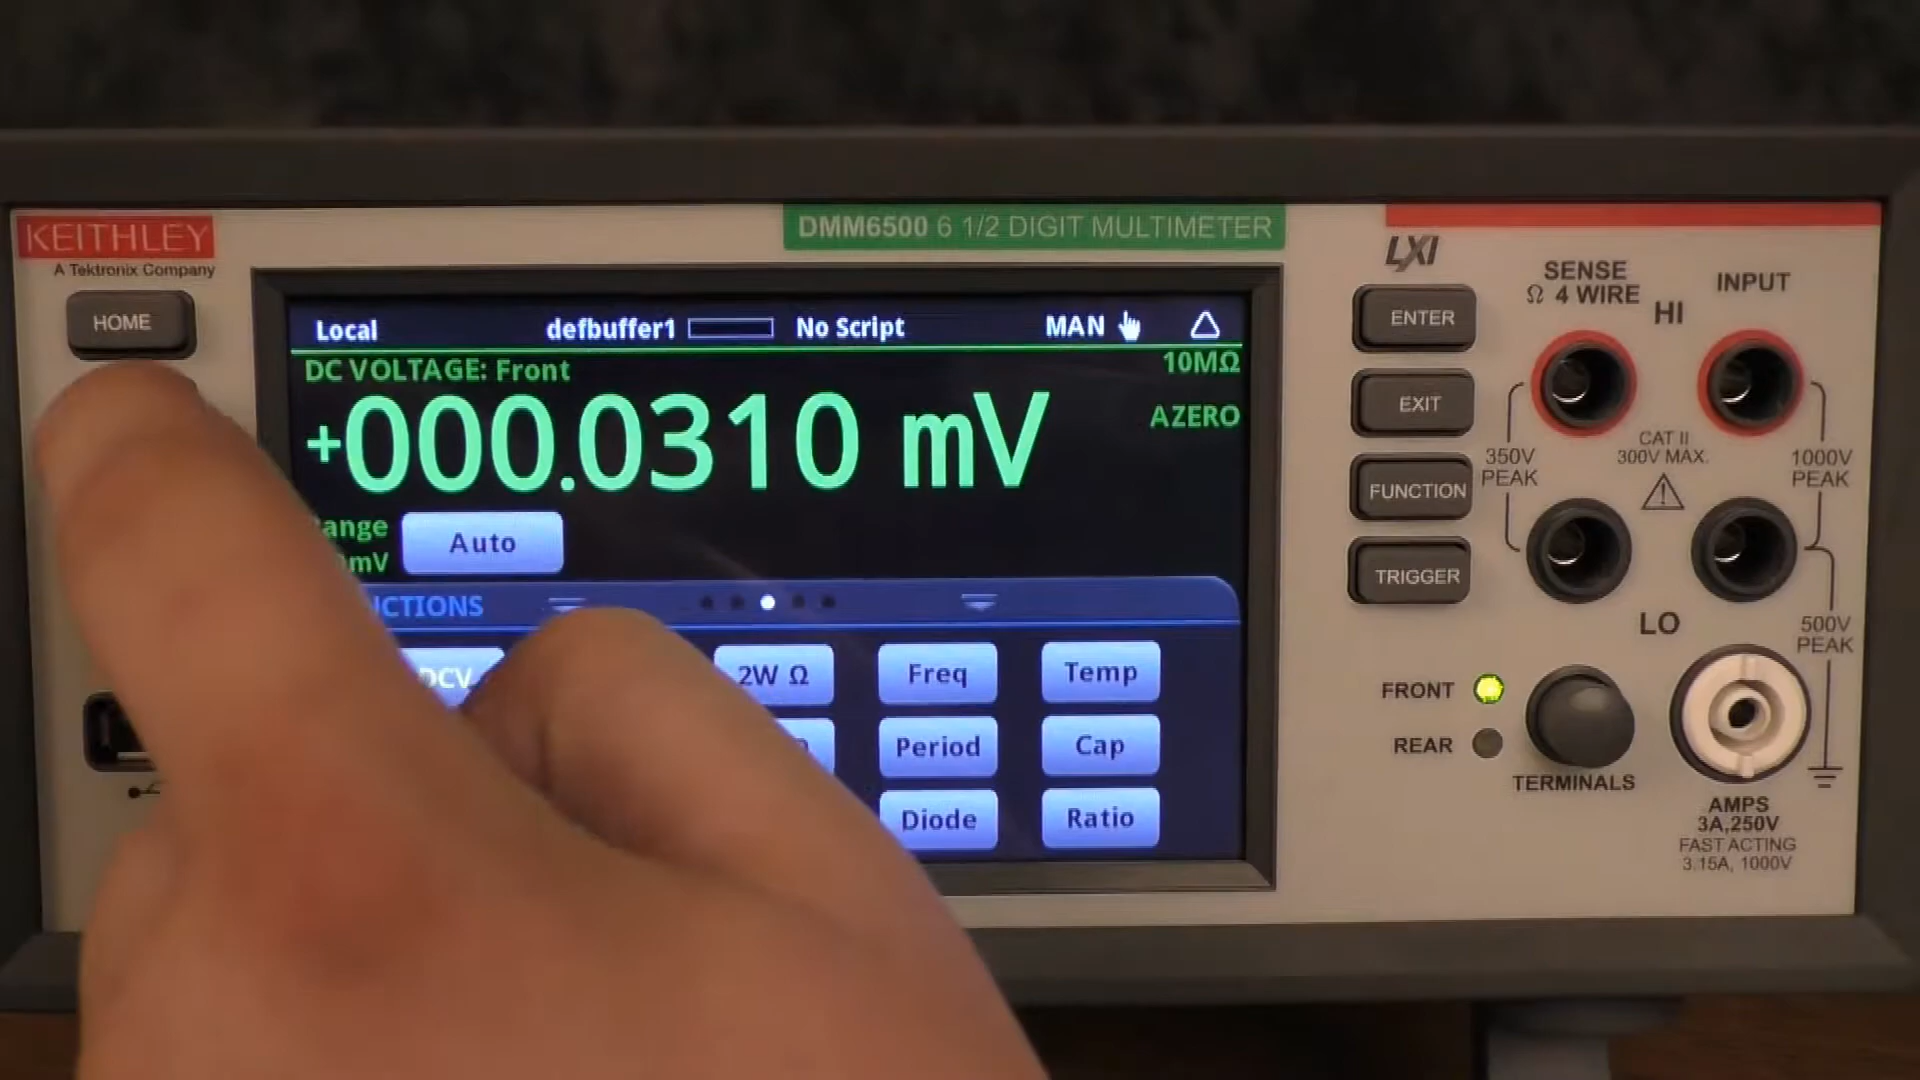 KEITHLEY
A Tektronix Company
DMM6500 6 1/2 DIGIT MULTIMETER
LXI
HOME
Local defbuffer1 No Script MAN
DC VOLTAGE: Front 10MΩ
+000.0310 mV
AZERO
Auto
DCV 2W Ω Freq Temp
Period Cap
Diode Ratio
ENTER
EXIT
FUNCTION
TRIGGER
SENSE
Ω 4 WIRE
INPUT
HI
CAT II
300V MAX.
350V
PEAK
1000V
PEAK
LO
500V
PEAK
FRONT
REAR
TERMINALS
AMPS
3A,250V
FAST ACTING
3.15A, 1000V